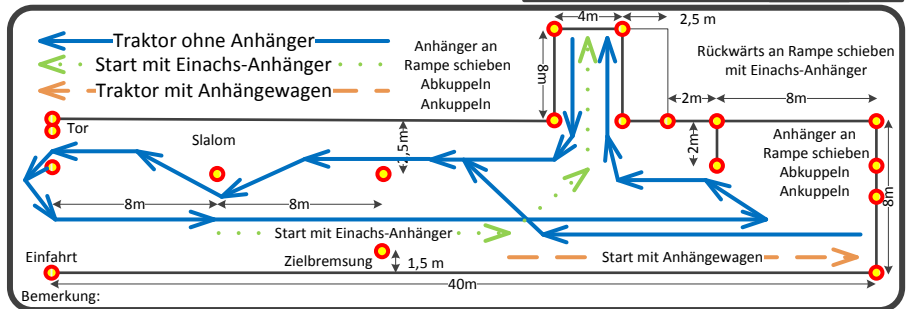 4m
2,5 m
Traktor ohne Anhänger
Start mit Einachs-Anhänger
Traktor mit Anhängewagen
Anhänger an
Rampe schieben
Abkuppeln
Ankuppeln
8m
Rückwärts an Rampe schieben
mit Einachs-Anhänger
2m
8m
Tor
Slalom
2,5m
2m
Anhänger an
Rampe schieben
Abkuppeln
Ankuppeln
8m
8m
8m
Start mit Einachs-Anhänger
Einfahrt
Zielbremsung
1,5 m
Start mit Anhängewagen
40m
Bemerkung: